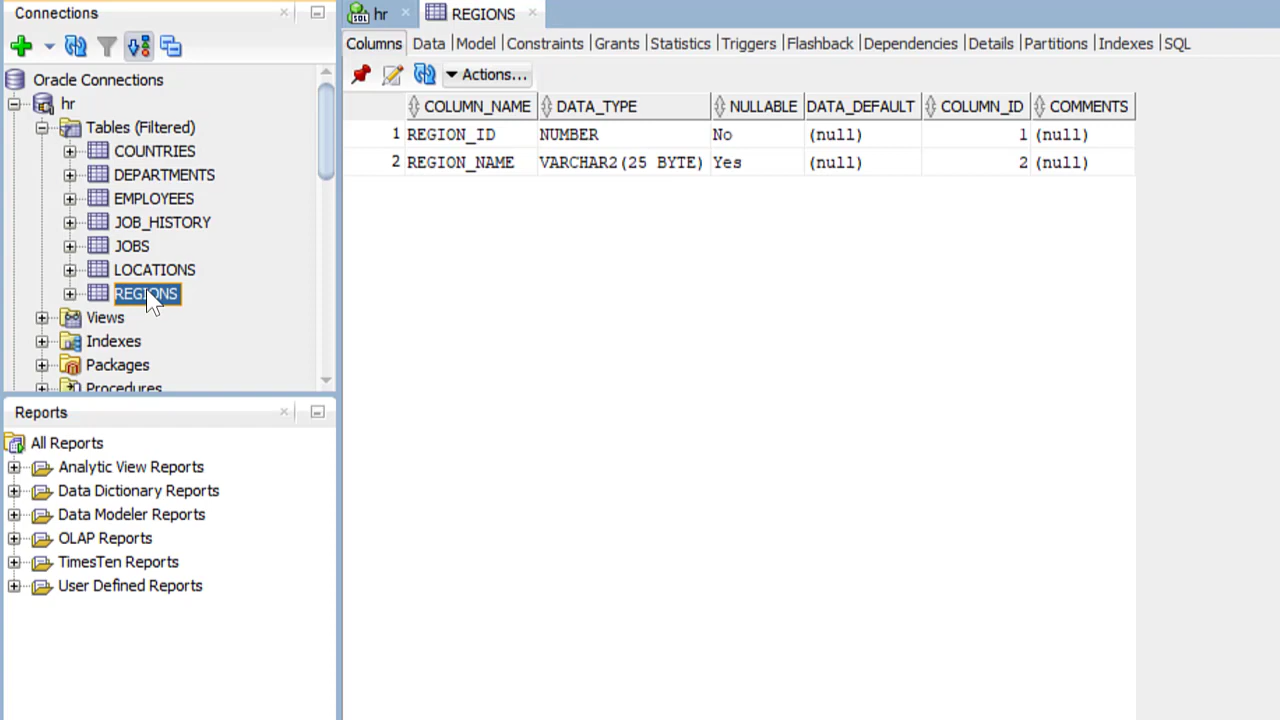 Connections
Oracle Connections
hr
Tables (Filtered)
COUNTRIES
DEPARTMENTS
EMPLOYEES
JOB_HISTORY
JOBS
LOCATIONS
REGIONS
Views
Indexes
Packages
Procedures
Reports
All Reports
Analytic View Reports
Data Dictionary Reports
Data Modeler Reports
OLAP Reports
TimesTen Reports
User Defined Reports
SQL hr REGIONS
Columns Data Model Constraints Grants Statistics Triggers Flashback Dependencies Details Partitions Indexes SQL
Actions...
COLUMN_NAME DATA_TYPE NULLABLE DATA_DEFAULT COLUMN_ID COMMENTS
1 REGION_ID NUMBER No (null) 1 (null)
2 REGION_NAME VARCHAR2(25 BYTE) Yes (null) 2 (null)